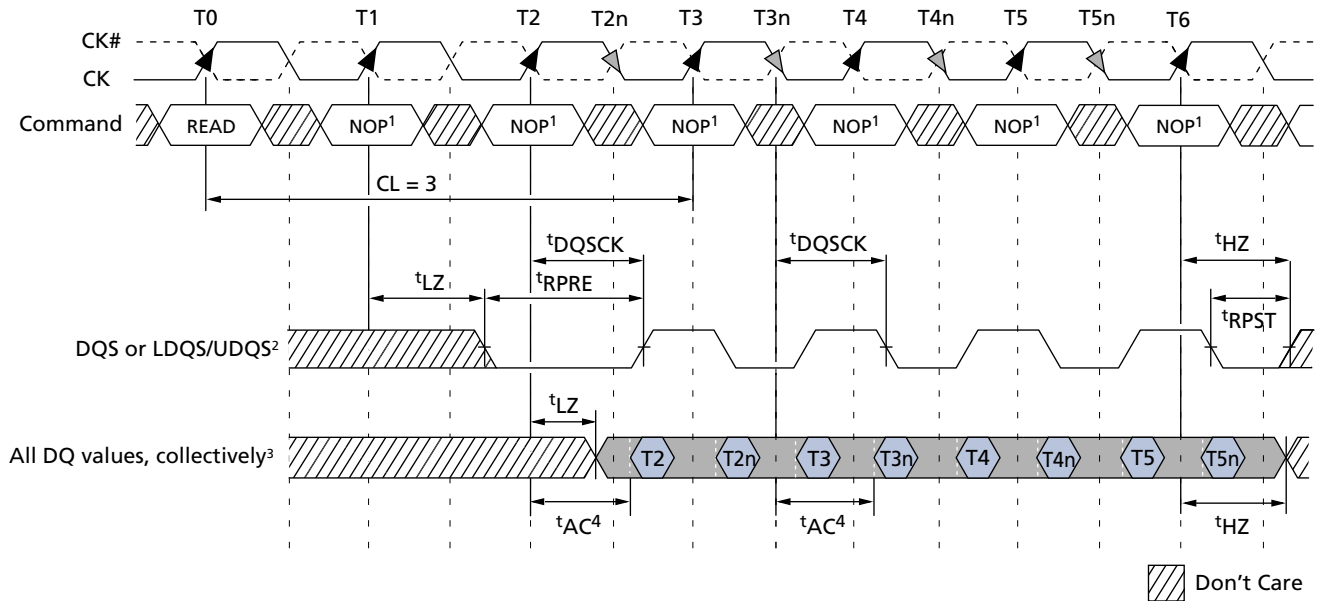 T0 T1 T2 T2n T3 T3n T4 T4n T5 T5n T6
CK#
CK
Command READ NOP¹ NOP¹ NOP¹ NOP¹ NOP¹ NOP¹
CL = 3
ᵗDQSCK ᵗDQSCK ᵗHZ
ᵗLZ ᵗRPRE
ᵗRPST
DQS or LDQS/UDQS²
ᵗLZ
All DQ values, collectively³ T2 T2n T3 T3n T4 T4n T5 T5n
ᵗAC⁴ ᵗAC⁴ ᵗHZ
Don't Care